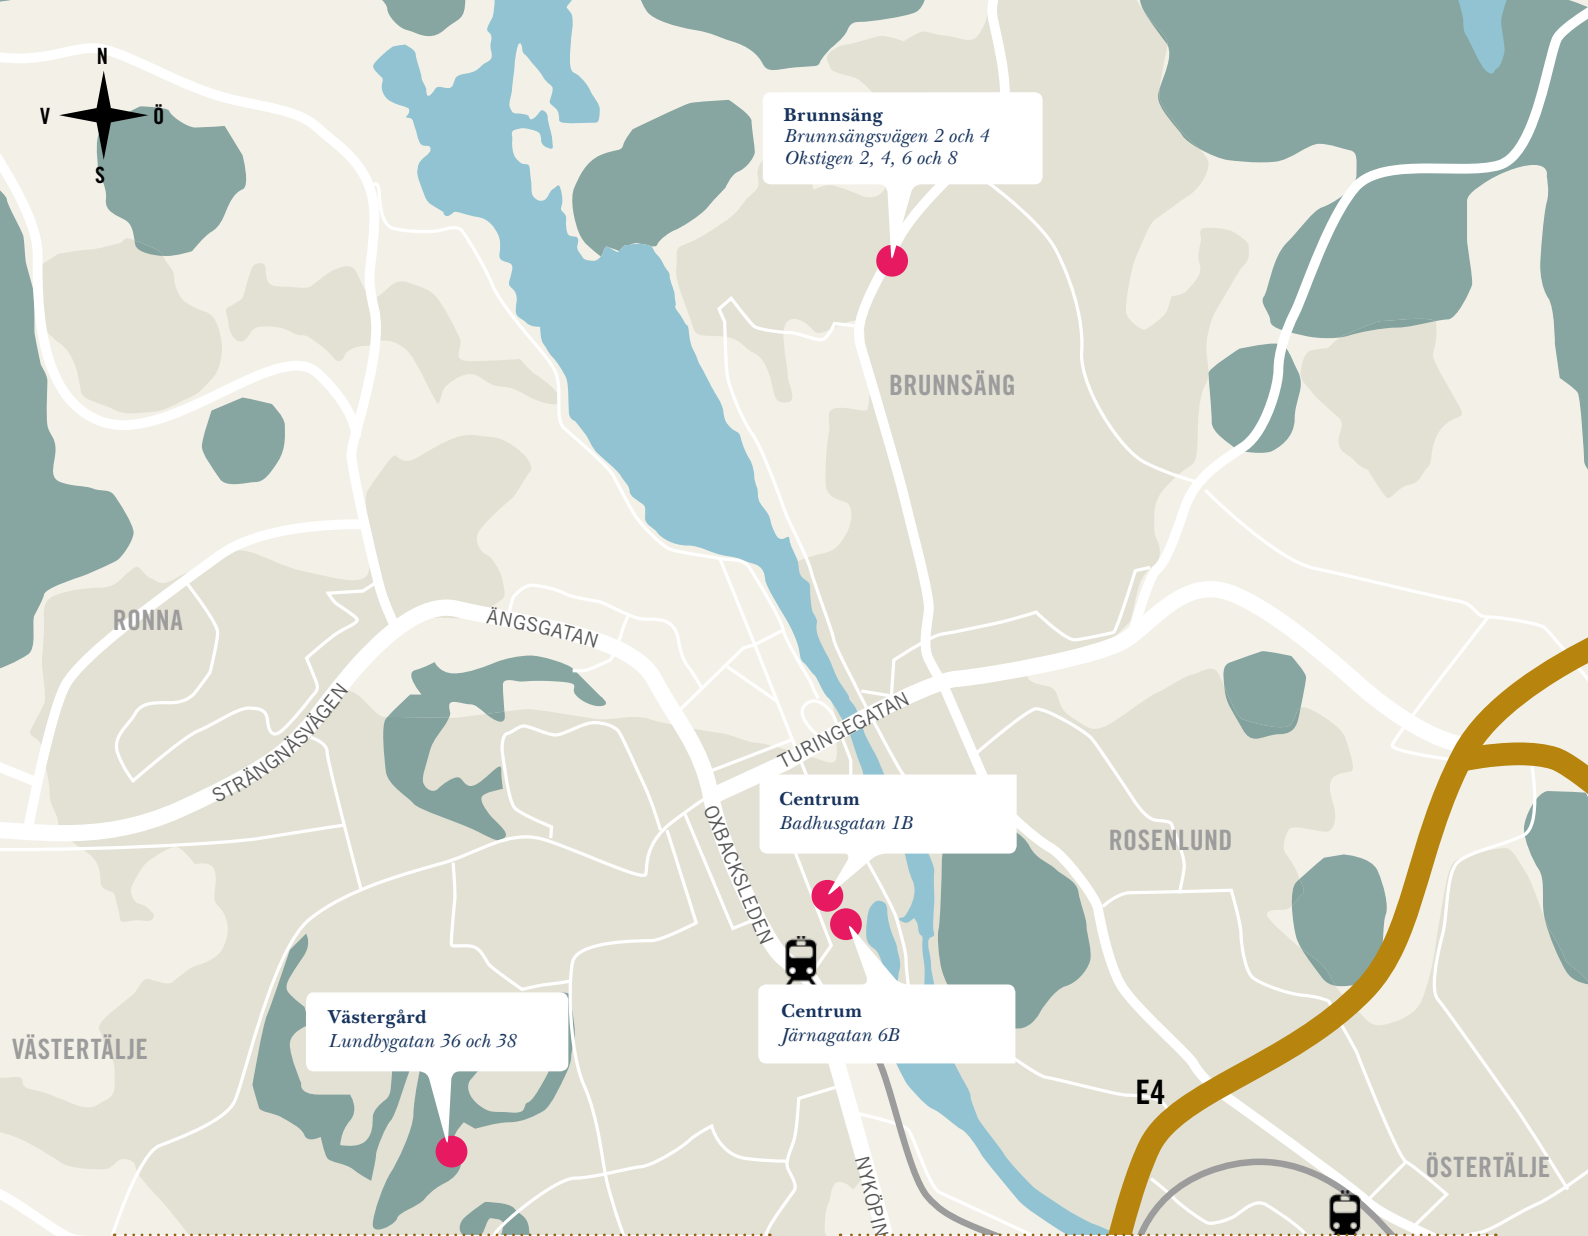 N
V
Ö
S
Brunnsäng
Brunnsängsvägen 2 och 4
Okstigen 2, 4, 6 och 8
BRUNNSÄNG
RONNA
ÄNGSGATAN
STRÄNGNÄSVÄGEN
TURINGEGATAN
Centrum
Badhusgatan 1B
OXBACKSLEDEN
ROSENLUND
Västergård
Lundbygatan 36 och 38
Centrum
Järnagatan 6B
VÄSTERTÄLJE
E4
NYKÖPIN
ÖSTERTÄLJE